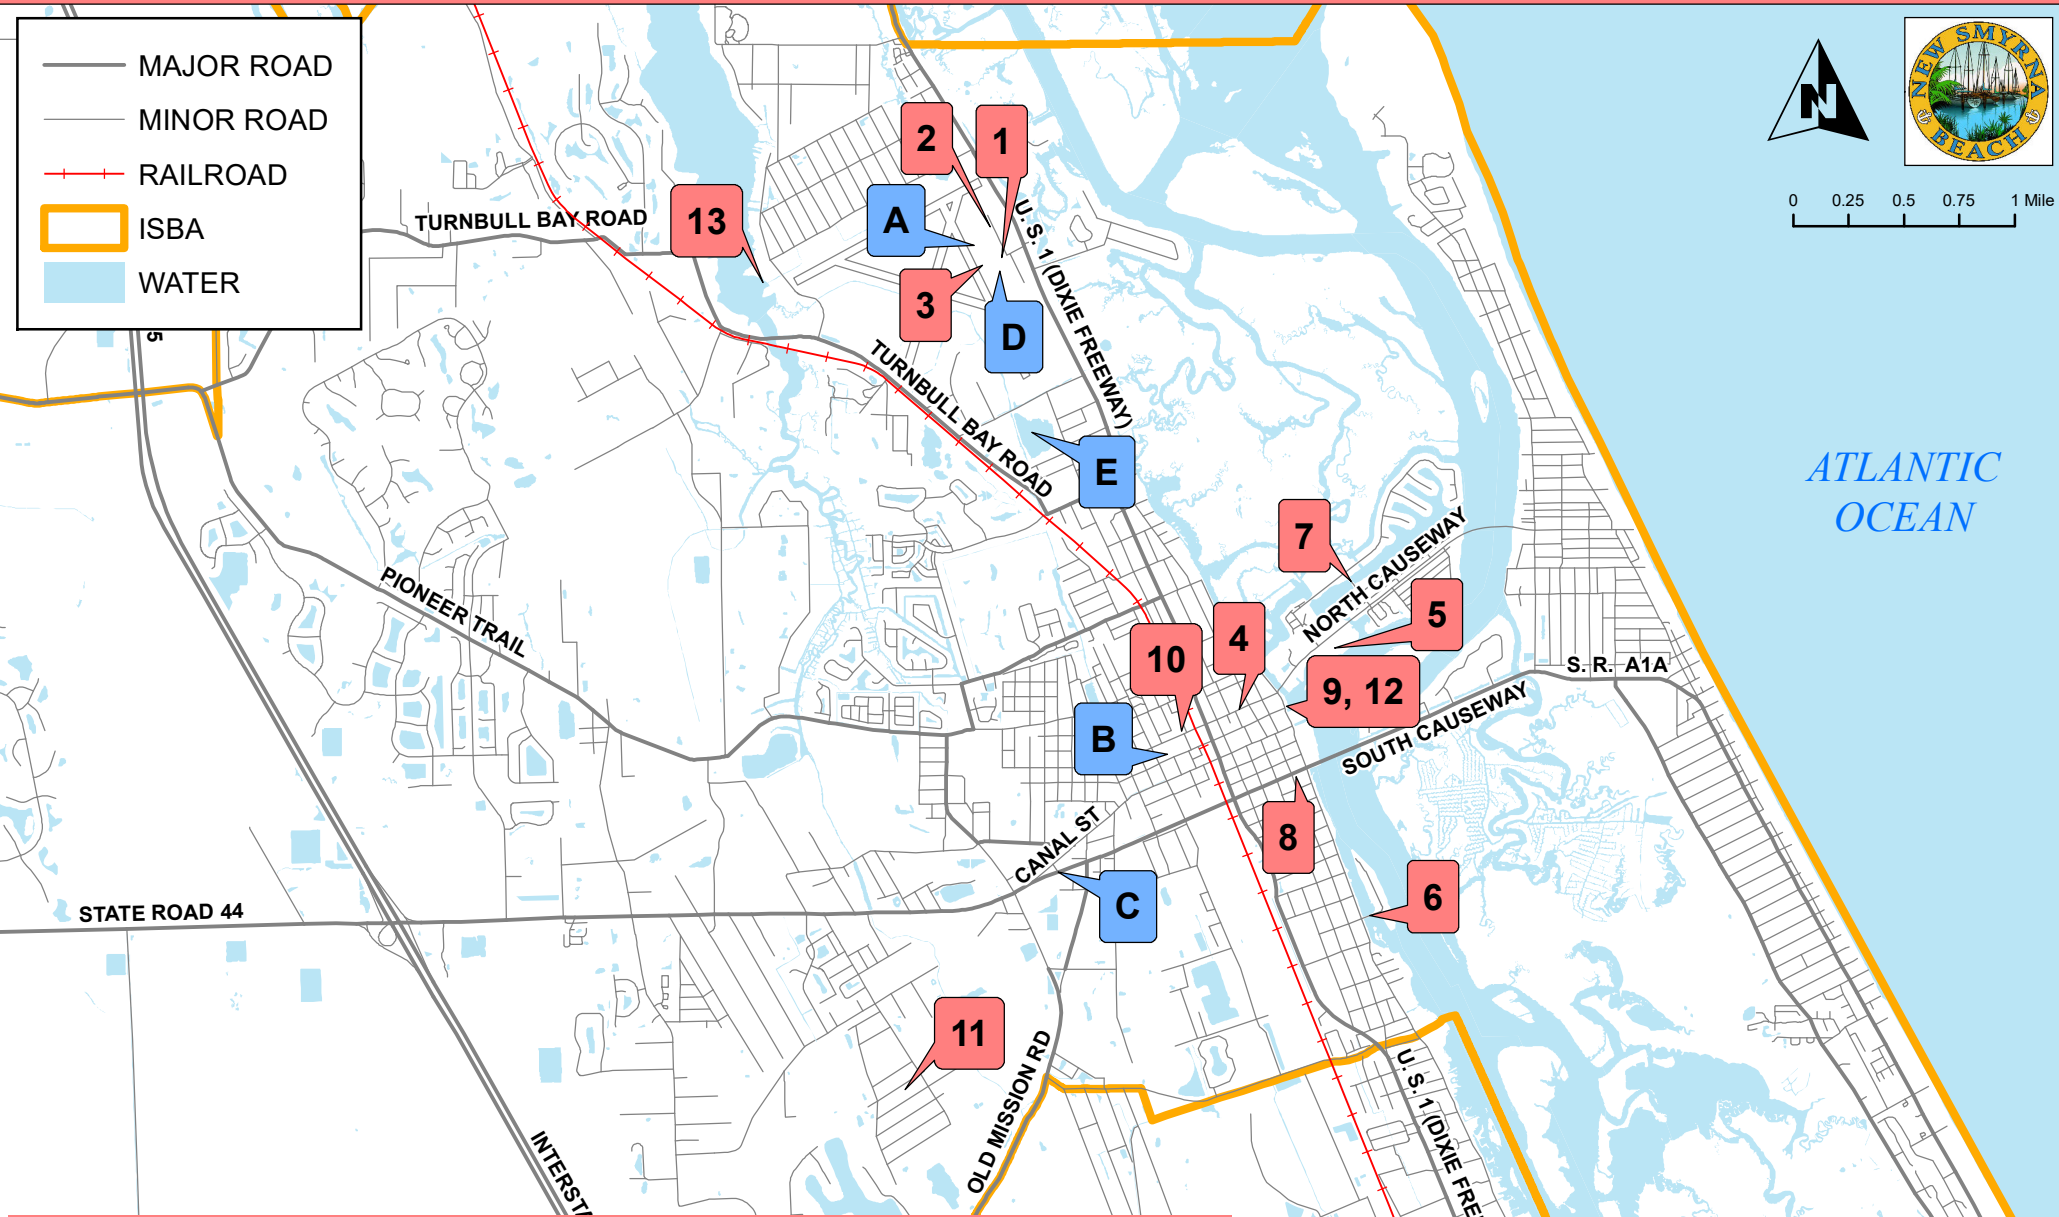 MAJOR ROAD
MINOR ROAD
RAILROAD
ISBA
WATER
N
NEW SMYRNA
BEACH
0 0.25 0.5 0.75 1 Mile
2
1
A
13
TURNBULL BAY ROAD
U. S. 1 (DIXIE FREEWAY)
3
D
5
TURNBULL BAY ROAD
E
ATLANTIC
OCEAN
7
NORTH CAUSEWAY
PIONEER TRAIL
5
4
10
9, 12
S. R. A1A
B
SOUTH CAUSEWAY
8
CANAL ST
C
6
STATE ROAD 44
11
OLD MISSION RD
U. S. 1 (DIXIE FRE
INTERST